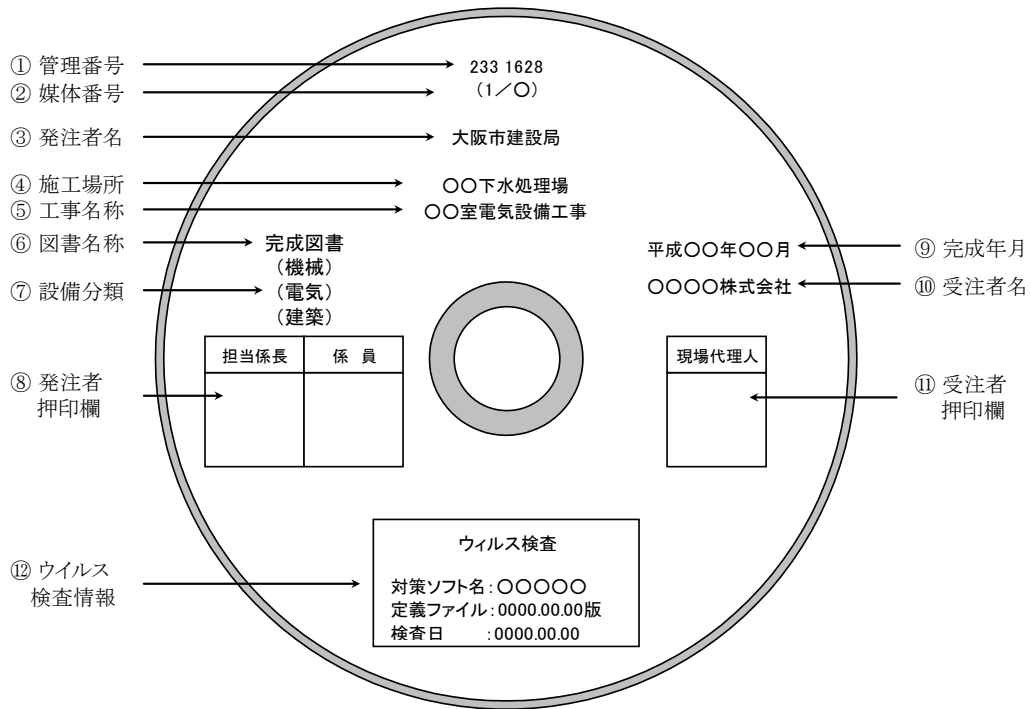 ① 管理番号
233 1628
② 媒体番号
(1／○)
③ 発注者名
大阪市建設局
④ 施工場所
○○下水処理場
⑤ 工事名称
○○室電気設備工事
⑥ 図書名称
完成図書
平成○○年○○月
⑨ 完成年月
(機械)
⑦ 設備分類
(電気)
○○○○株式会社
⑩ 受注者名
(建築)
担当係長
係 員
現場代理人
⑧ 発注者
押印欄
⑪ 受注者
押印欄
ウィルス検査
⑫ ウイルス
検査情報
対策ソフト名：○○○○○
定義ファイル：0000.00.00版
検査日 ：0000.00.00